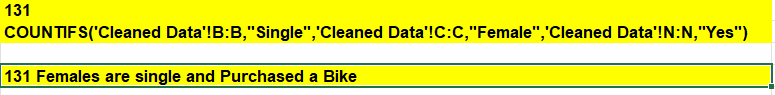 131
COUNTIFS('Cleaned Data'!B:B,"Single",'Cleaned Data'!C:C,"Female",'Cleaned Data'!N:N,"Yes")
131 Females are single and Purchased a Bike